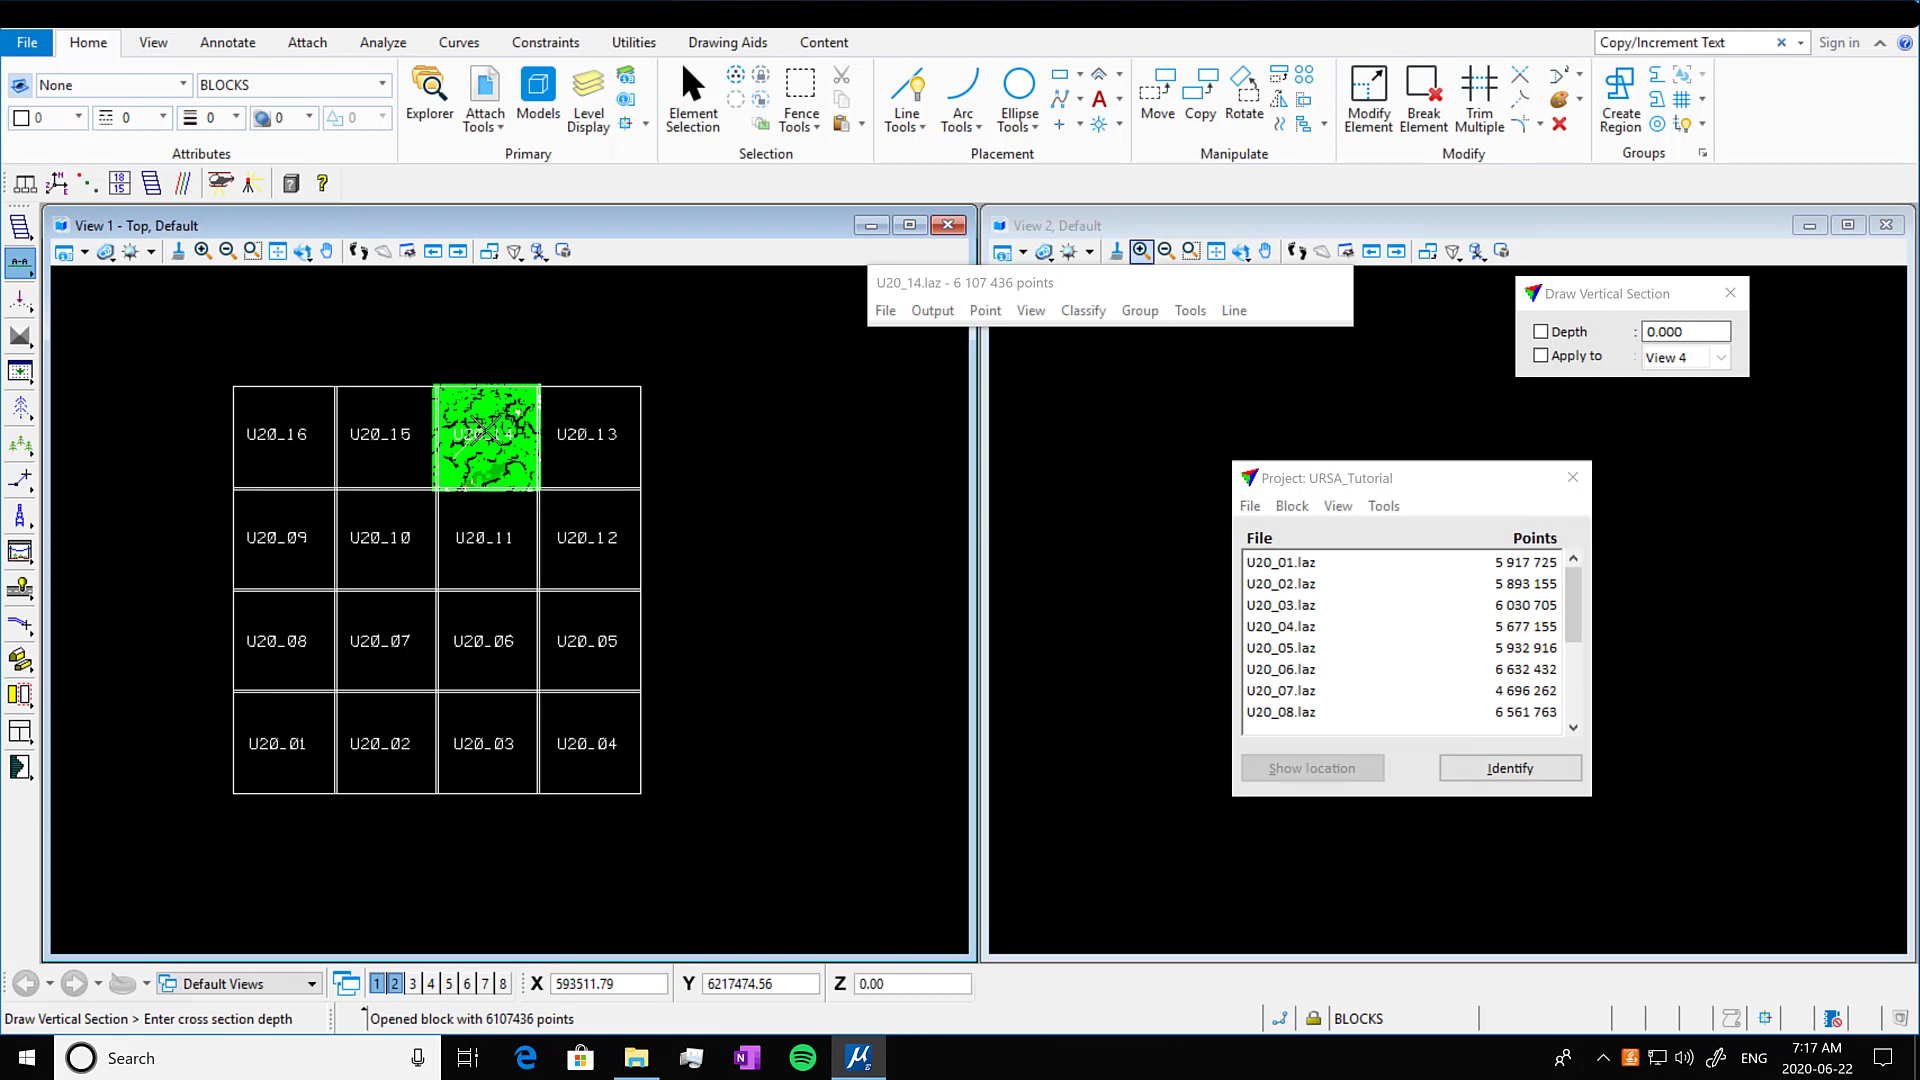 File Home View Annotate Attach Analyze Curves Constraints Utilities Drawing Aids Content
Copy/Increment Text
Sign in
None
BLOCKS
0 0 0 0 0
Attributes
Explorer
Attach Tools
Models
Level Display
Primary
Element Selection
Fence Tools
Selection
Line Tools
Arc Tools
Ellipse Tools
Placement
Move Copy Rotate
Manipulate
Modify Element
Break Element
Trim Multiple
Modify
Create Region
Groups
18
15
View 1 - Top, Default
View 2, Default
U20_14.laz - 6 107 436 points
File Output Point View Classify Group Tools Line
Draw Vertical Section
Depth : 0.000
Apply to : View 4
U20_16 U20_15 U20_14 U20_13
U20_09 U20_10 U20_11 U20_12
U20_08 U20_07 U20_06 U20_05
U20_01 U20_02 U20_03 U20_04
Project: URSA_Tutorial
File Block View Tools
File Points
U20_01.laz 5 917 725
U20_02.laz 5 893 155
U20_03.laz 6 030 705
U20_04.laz 5 677 155
U20_05.laz 5 932 916
U20_06.laz 6 632 432
U20_07.laz 4 696 262
U20_08.laz 6 561 763
Show location
Identify
Default Views
1 2 3 4 5 6 7 8
X 593511.79
Y 6217474.56
Z 0.00
Draw Vertical Section > Enter cross section depth
Opened block with 6107436 points
BLOCKS
Search
ENG
7:17 AM
2020-06-22